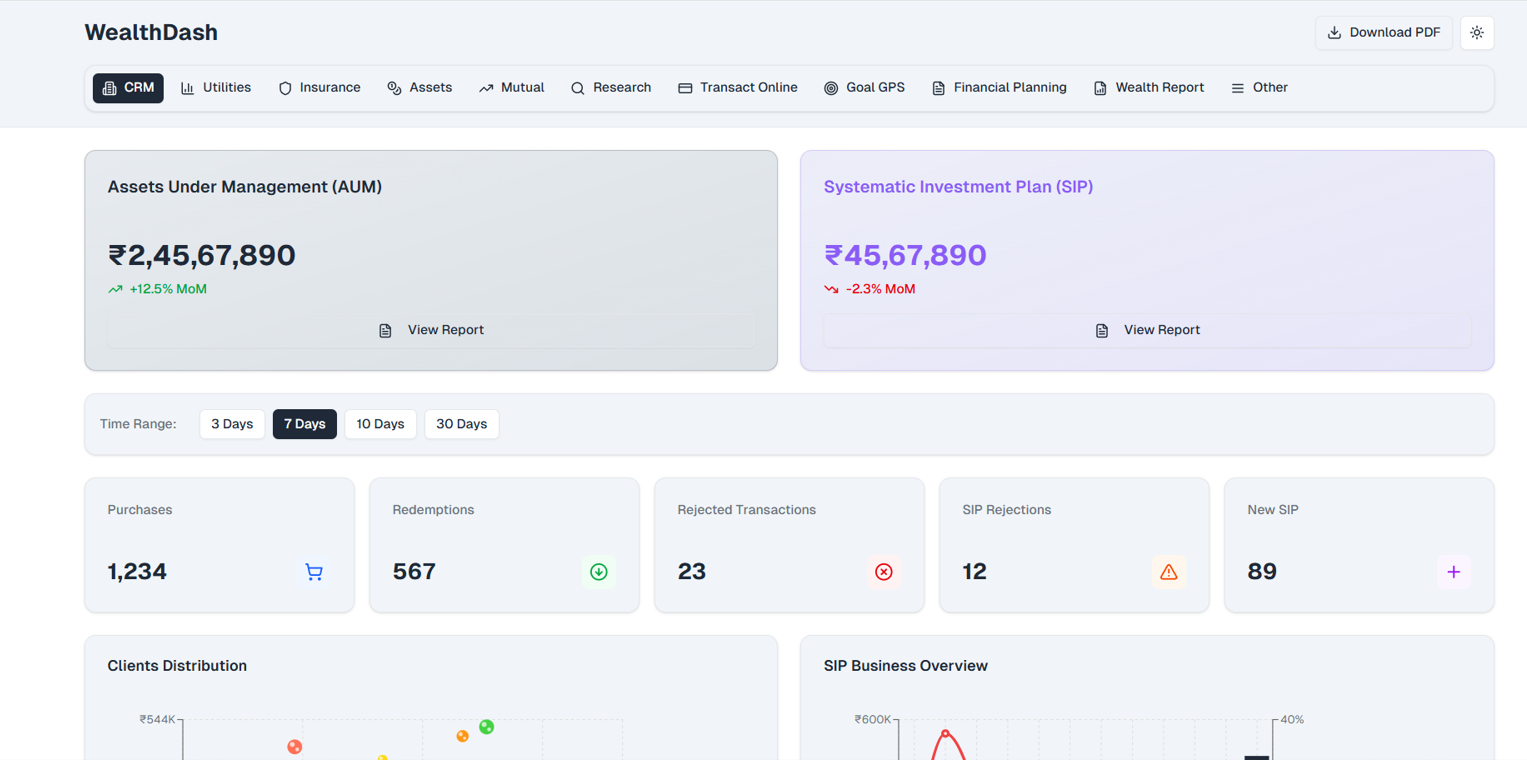 WealthDash
Download PDF
CRM Utilities Insurance Assets Mutual Research Transact Online Goal GPS Financial Planning Wealth Report Other
Assets Under Management (AUM)
₹2,45,67,890
+12.5% MoM
View Report
Systematic Investment Plan (SIP)
₹45,67,890
-2.3% MoM
View Report
Time Range: 3 Days 7 Days 10 Days 30 Days
Purchases
1,234
Redemptions
567
Rejected Transactions
23
SIP Rejections
12
New SIP
89
Clients Distribution
₹544K
SIP Business Overview
₹600K
40%